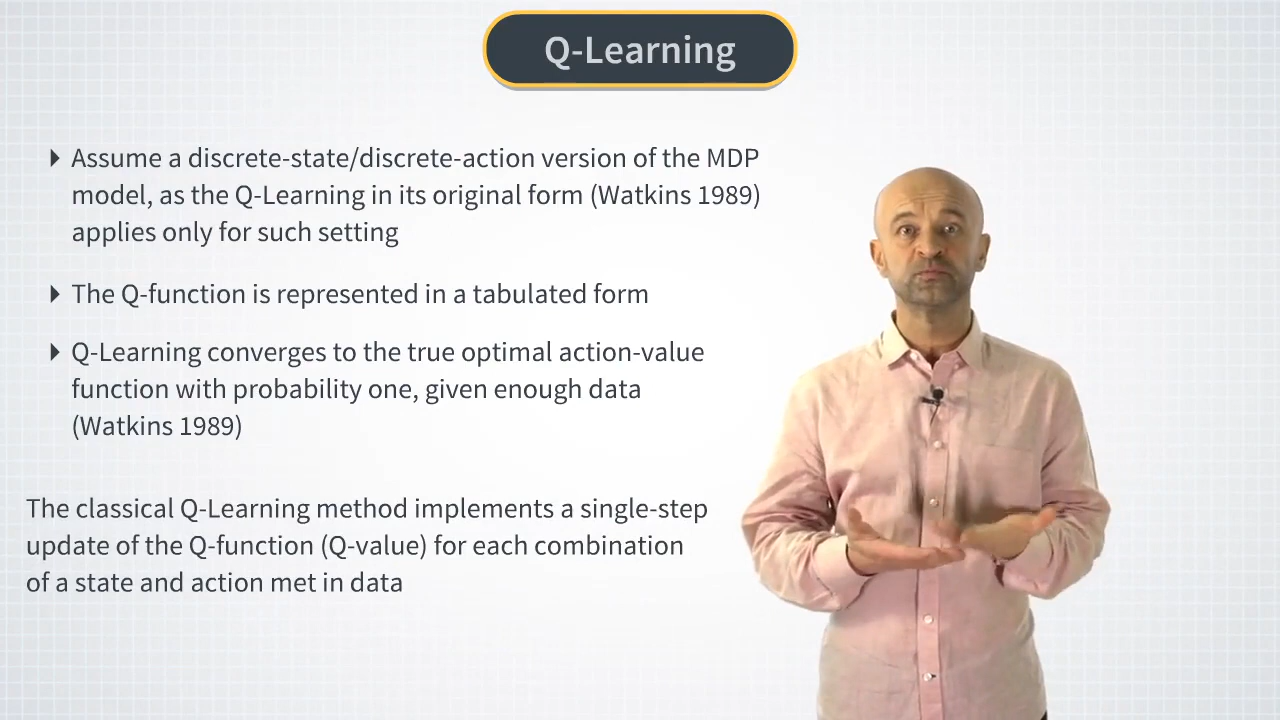 Q-Learning
Assume a discrete-state/discrete-action version of the MDP
model, as the Q-Learning in its original form (Watkins 1989)
applies only for such setting
The Q-function is represented in a tabulated form
Q-Learning converges to the true optimal action-value
function with probability one, given enough data
(Watkins 1989)
The classical Q-Learning method implements a single-step
update of the Q-function (Q-value) for each combination
of a state and action met in data